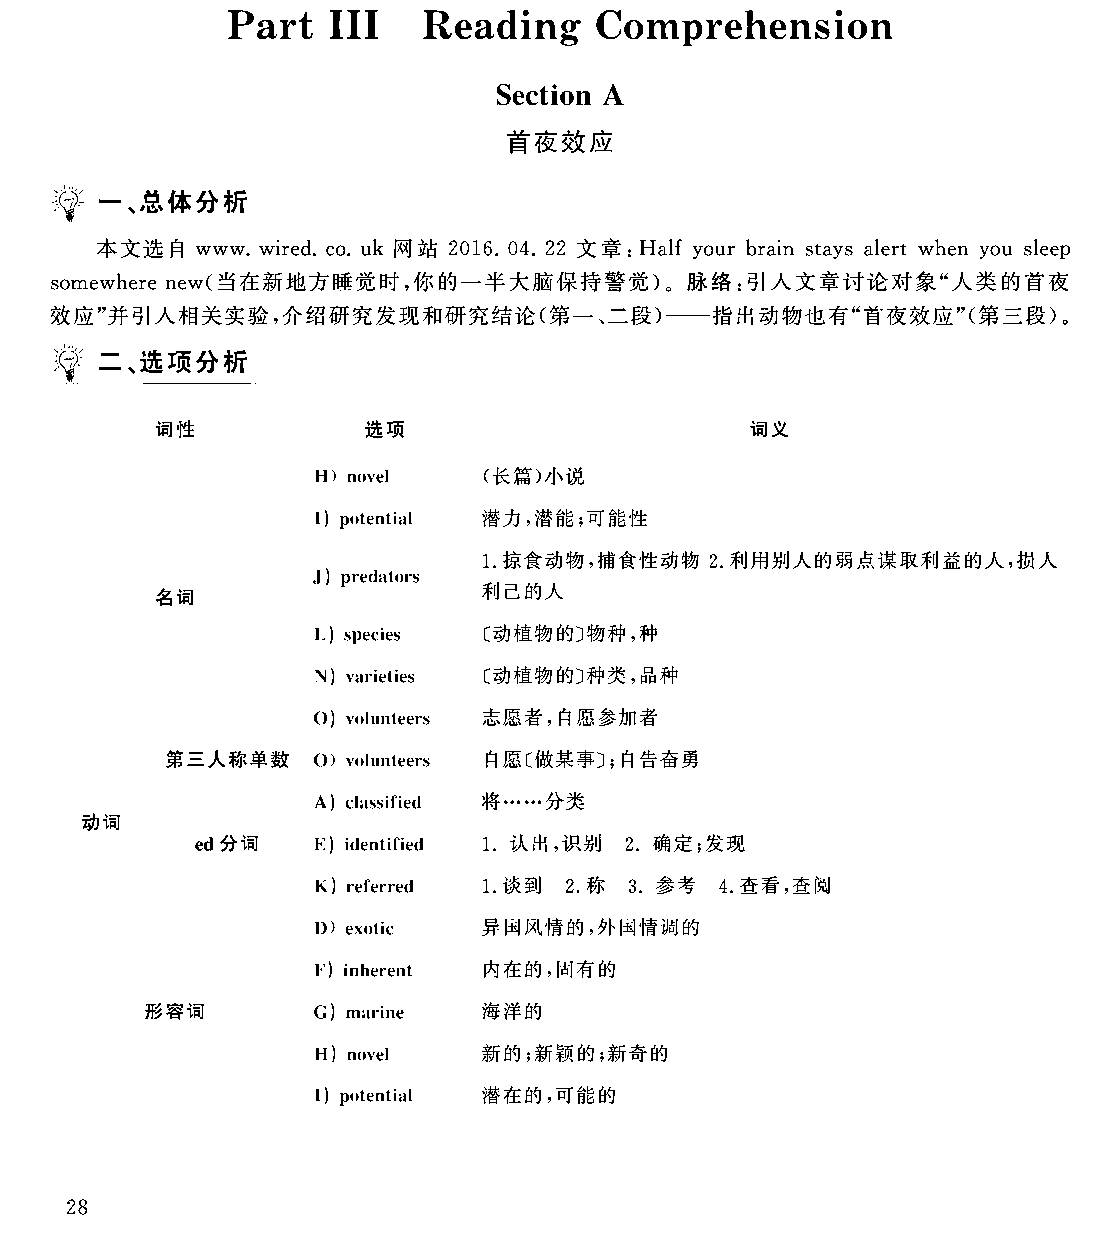 Part III Reading Comprehension
Section A
首夜效应
一、总体分析
本文选自 www. wired. co. uk 网站 2016. 04. 22 文章：Half your brain stays alert when you sleep
somewhere new(当在新地方睡觉时,你的一半大脑保持警觉)。脉络:引入文章讨论对象“人类的首夜
效应”并引入相关实验,介绍研究发现和研究结论(第一、二段)——指出动物也有“首夜效应”(第三段)。
二、选项分析
词性 选项 词义
H) novel (长篇)小说
I) potential 潜力,潜能;可能性
J) predators 1. 掠食动物,捕食性动物 2. 利用别人的弱点谋取利益的人,损人
利己的人
名词
L) species 〔动植物的〕物种,种
N) varieties 〔动植物的〕种类,品种
O) volunteers 志愿者,自愿参加者
第三人称单数 O) volunteers 自愿〔做某事〕;自告奋勇
A) classified 将……分类
动词
ed 分词 E) identified 1. 认出,识别 2. 确定;发现
K) referred 1. 谈到 2. 称 3. 参考 4. 查看,查阅
D) exotic 异国风情的,外国情调的
F) inherent 内在的,固有的
形容词 G) marine 海洋的
H) novel 新的;新颖的;新奇的
I) potential 潜在的,可能的
28